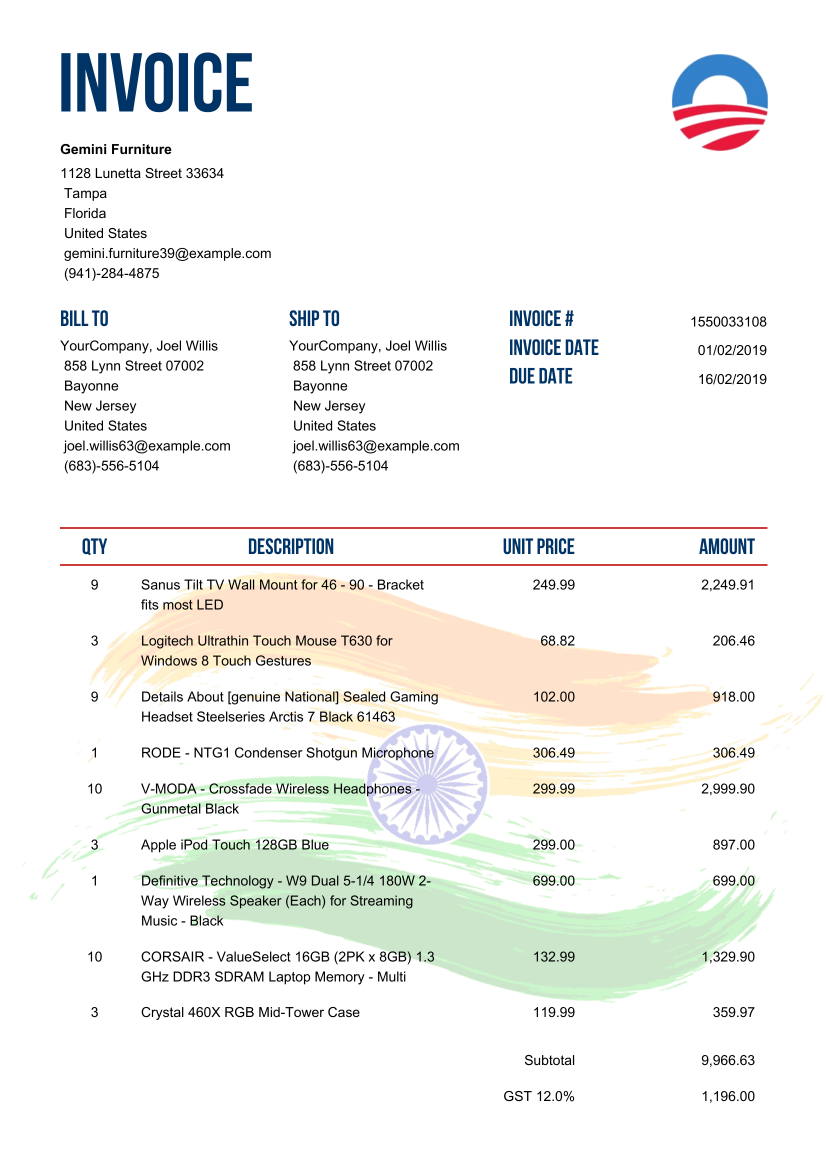 INVOICE
Gemini Furniture
1128 Lunetta Street 33634
Tampa
Florida
United States
gemini.furniture39@example.com
(941)-284-4875
BILL TO
YourCompany, Joel Willis
858 Lynn Street 07002
Bayonne
New Jersey
United States
joel.willis63@example.com
(683)-556-5104
SHIP TO
YourCompany, Joel Willis
858 Lynn Street 07002
Bayonne
New Jersey
United States
joel.willis63@example.com
(683)-556-5104
INVOICE # 1550033108
INVOICE DATE 01/02/2019
DUE DATE 16/02/2019
QTY DESCRIPTION UNIT PRICE AMOUNT
9 Sanus Tilt TV Wall Mount for 46 - 90 - Bracket 249.99 2,249.91
fits most LED
3 Logitech Ultrathin Touch Mouse T630 for 68.82 206.46
Windows 8 Touch Gestures
9 Details About [genuine National] Sealed Gaming 102.00 918.00
Headset Steelseries Arctis 7 Black 61463
1 RODE - NTG1 Condenser Shotgun Microphone 306.49 306.49
10 V-MODA - Crossfade Wireless Headphones - 299.99 2,999.90
Gunmetal Black
3 Apple iPod Touch 128GB Blue 299.00 897.00
1 Definitive Technology - W9 Dual 5-1/4 180W 2- 699.00 699.00
Way Wireless Speaker (Each) for Streaming
Music - Black
10 CORSAIR - ValueSelect 16GB (2PK x 8GB) 1.3 132.99 1,329.90
GHz DDR3 SDRAM Laptop Memory - Multi
3 Crystal 460X RGB Mid-Tower Case 119.99 359.97
Subtotal 9,966.63
GST 12.0% 1,196.00